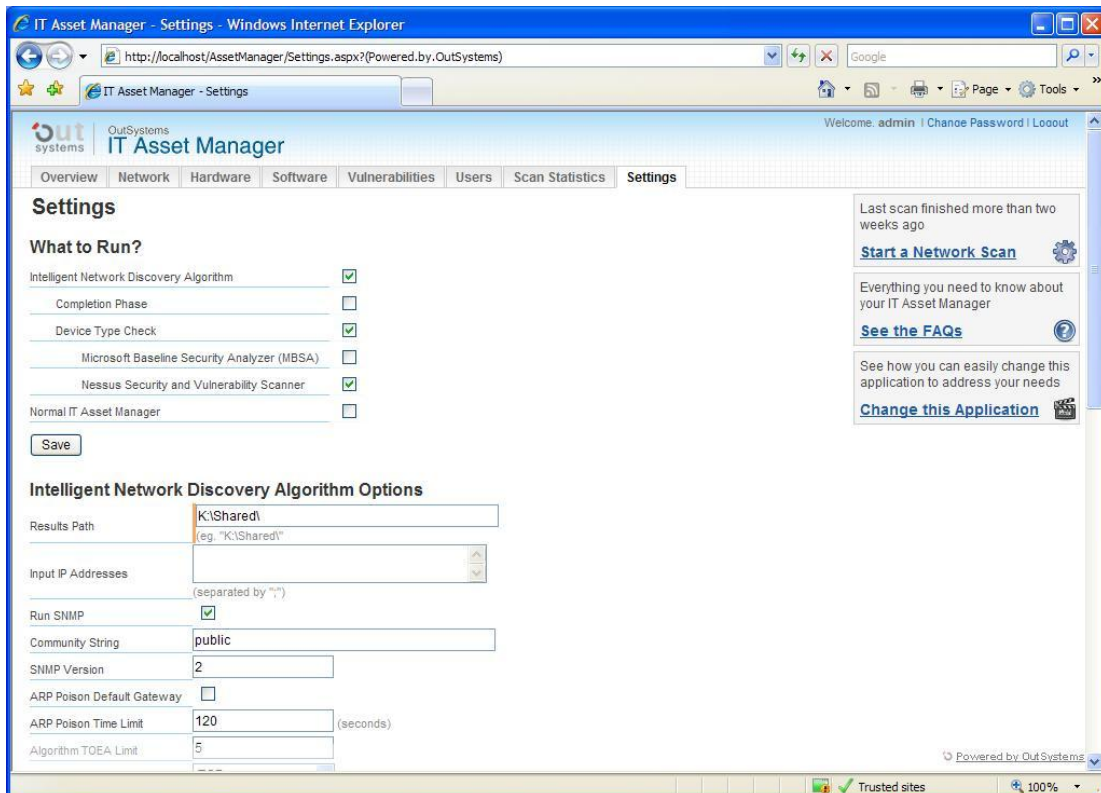 IT Asset Manager - Settings - Windows Internet Explorer
http://localhost/AssetManager/Settings.aspx?(Powered.by.OutSystems)
Google
IT Asset Manager - Settings
Page
Tools
»
out systems
OutSystems
IT Asset Manager
Welcome, admin | Change Password | Logout
Overview Network Hardware Software Vulnerabilities Users Scan Statistics Settings
Settings
What to Run?
Intelligent Network Discovery Algorithm
Completion Phase
Device Type Check
Microsoft Baseline Security Analyzer (MBSA)
Nessus Security and Vulnerability Scanner
Normal IT Asset Manager
Save
Last scan finished more than two
weeks ago
Start a Network Scan
Everything you need to know about
your IT Asset Manager
See the FAQs
See how you can easily change this
application to address your needs
Change this Application
Intelligent Network Discovery Algorithm Options
Results Path K:\Shared\
(eg. "K:\Shared\"
Input IP Addresses
(separated by ";")
Run SNMP
Community String public
SNMP Version 2
ARP Poison Default Gateway
ARP Poison Time Limit 120 (seconds)
Algorithm TOEA Limit 5
Powered by OutSystems
Trusted sites 100%